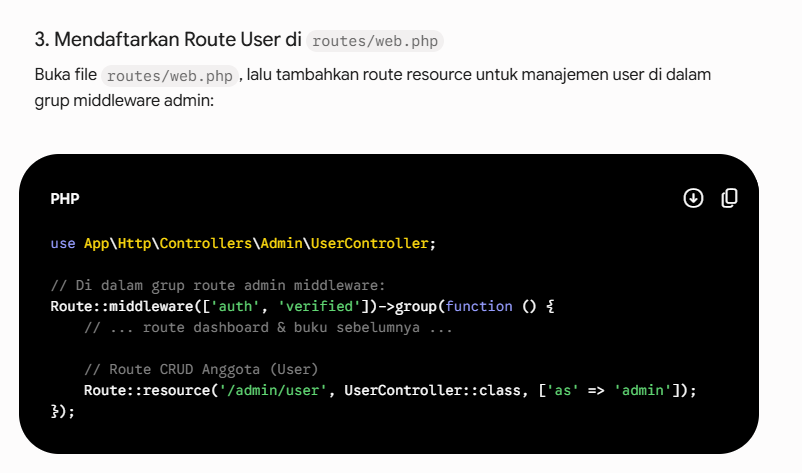 3. Mendaftarkan Route User di routes/web.php
Buka file routes/web.php, lalu tambahkan route resource untuk manajemen user di dalam
grup middleware admin:
PHP
use App\Http\Controllers\Admin\UserController;
// Di dalam grup route admin middleware:
Route::middleware(['auth', 'verified'])->group(function () {
    // ... route dashboard & buku sebelumnya ...
    // Route CRUD Anggota (User)
    Route::resource('/admin/user', UserController::class, ['as' => 'admin']);
});